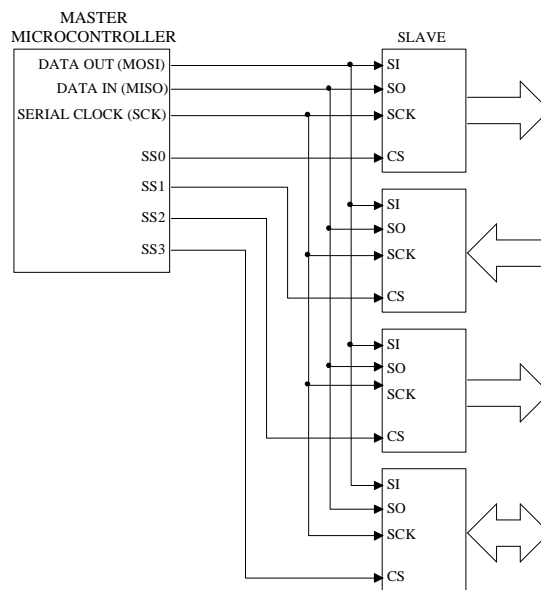 MASTER
MICROCONTROLLER
DATA OUT (MOSI)
DATA IN (MISO)
SERIAL CLOCK (SCK)
SS0
SS1
SS2
SS3
SLAVE
SI
SO
SCK
CS
SI
SO
SCK
CS
SI
SO
SCK
CS
SI
SO
SCK
CS